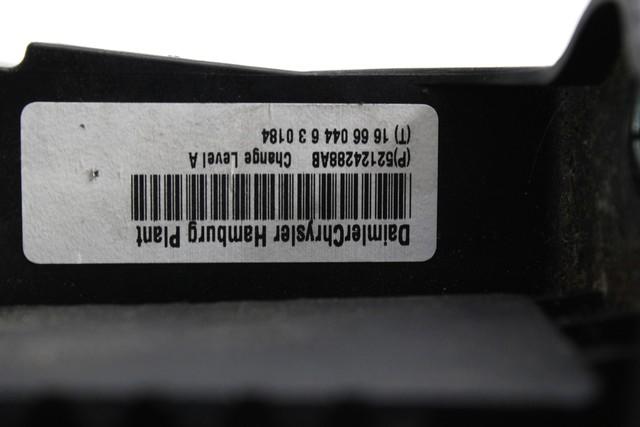 DaimlerChrysler Hamburg Plant
(P)52124288AB Change Level A
(T) 16 66 044 6 3 0184